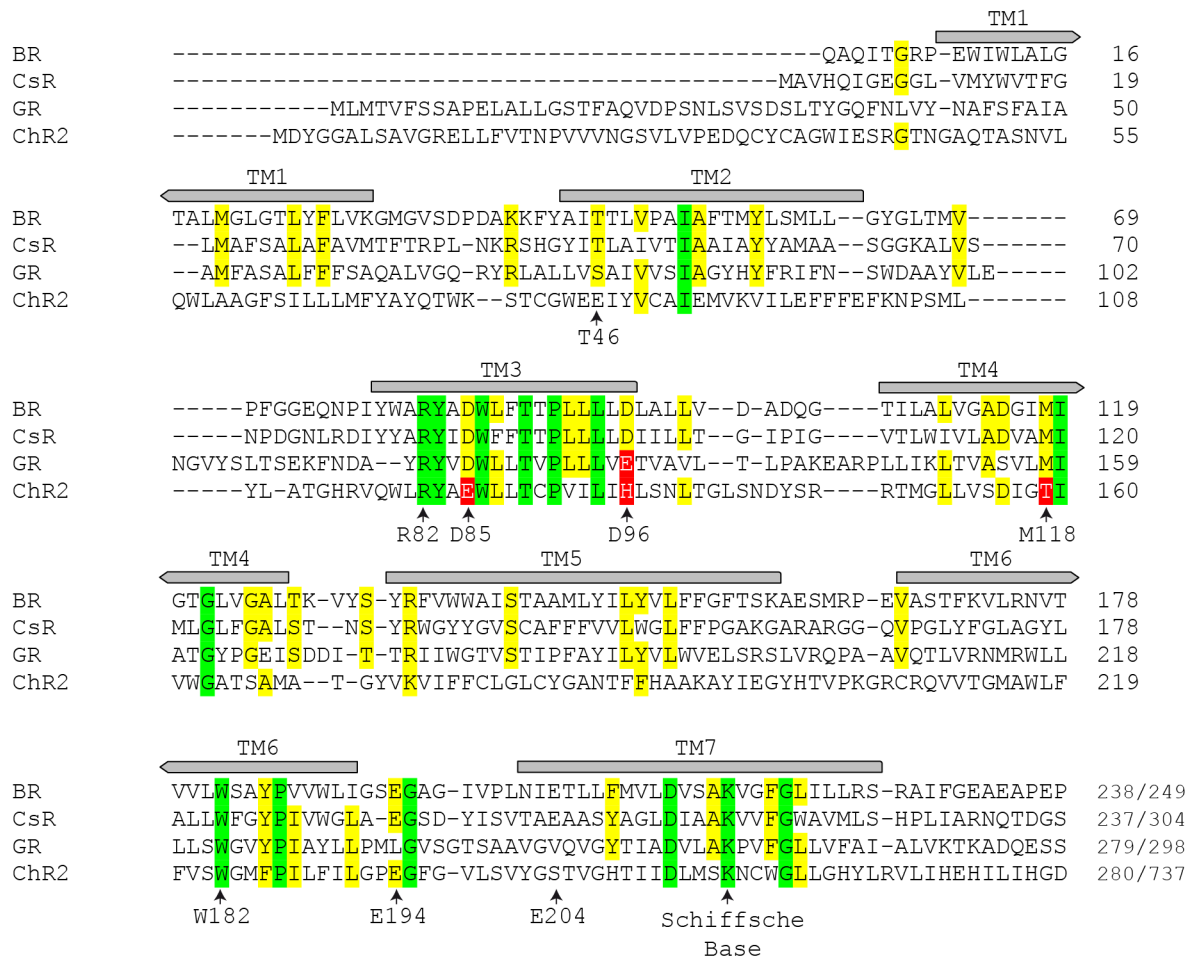 TM1
BR ---------------------------------------------QAQITGRP-EWIWLALG 16
CsR ------------------------------------------MAVHQIGEGGL-VMYWVTFG 19
GR -----------MLMTVFSSAPELALLGSTFAQVDPSNLSVSDSLTYGQFNLVY-NAFSFAIA 50
ChR2 -------MDYGGALSAVGRELLFVTNPVVVNGSVLVPEDQCYCAGWIESRGTNGAQTASNVL 55
TM1 TM2
BR TALMGLGTLYFLVKGMGVSDPDAKKFYAITTLVPAIAFTMYLSMLL--GYGLTMV------- 69
CsR --LMAFSALAFAVMTFTRPL-NKRSHGYITLAIVTIAAIAYYAMAA--SGGKALVS------ 70
GR --AMFASALFFFSAQALVGQ-RYRLALLVSAIVVSIAGYHYFRIFN--SWDAAYVLE----- 102
ChR2 QWLAAGFSILLLMFYAYQTWK--STCGWEEIYVCAIEMVKVILEFFFEFKNPSML------- 108
T46
TM3 TM4
BR -----PFGGEQNPIYWARYADWLFTTPLLLLDLALLV--D-ADQG----TILALVGADGIMI 119
CsR -----NPDGNLRDIYYARYIDWFFTTPLLLLDIILLT--G-IPIG----VTLWIVLADVAMI 120
GR NGVYSLTSEKFNDA--YRYVDWLLTVPLLLVETVAVL--T-LPAKEARPLLIKLTVASVLMI 159
ChR2 -----YL-ATGHRVQWLRYAEWLLTCPVILIHLSNLTGLSNDYSR----RTMGLLVSDIGTI 160
R82 D85 D96 M118
TM4 TM5 TM6
BR GTGLVGALTK-VYS-YRFVWWAISTAAMLYILYVLFFGFTSKAESMRP-EVASTFKVLRNVT 178
CsR MLGLFGALST--NS-YRWGYYGVSCAFFFVVLWGLFFPGAKGARARGG-QVPGLYFGLAGYL 178
GR ATGYPGEISDDI-T-TRIIWGTVSTIPFAYILYVLWVELSRSLVRQPA-AVQTLVRNMRWLL 218
ChR2 VWGATSAMA--T-GYVKVIFFCLGLCYGANTFFHAAKAYIEGYHTVPKGRCRQVVTGMAWLF 219
TM6 TM7
BR VVLWSAYPVVWLIGSEGAG-IVPLNIETLLFMVLDVSAKVGFGLILLRS-RAIFGEAEAPEP 238/249
CsR ALLWFGYPIVWGLA-EGSD-YISVTAEAASYAGLDIAAKVVFGWAVMLS-HPLIARNQTDGS 237/304
GR LLSWGVYPIAYLLPMLGVSGTSAAVGVQVGYTIADVLAKPVFGLLVFAI-ALVKTKADQESS 279/298
ChR2 FVSWGMFPILFILGPEGFG-VLSVYGSTVGHTIIDLMSKNCWGLLGHYLRVLIHEHILIHGD 280/737
W182 E194 E204 Schiffsche
Base